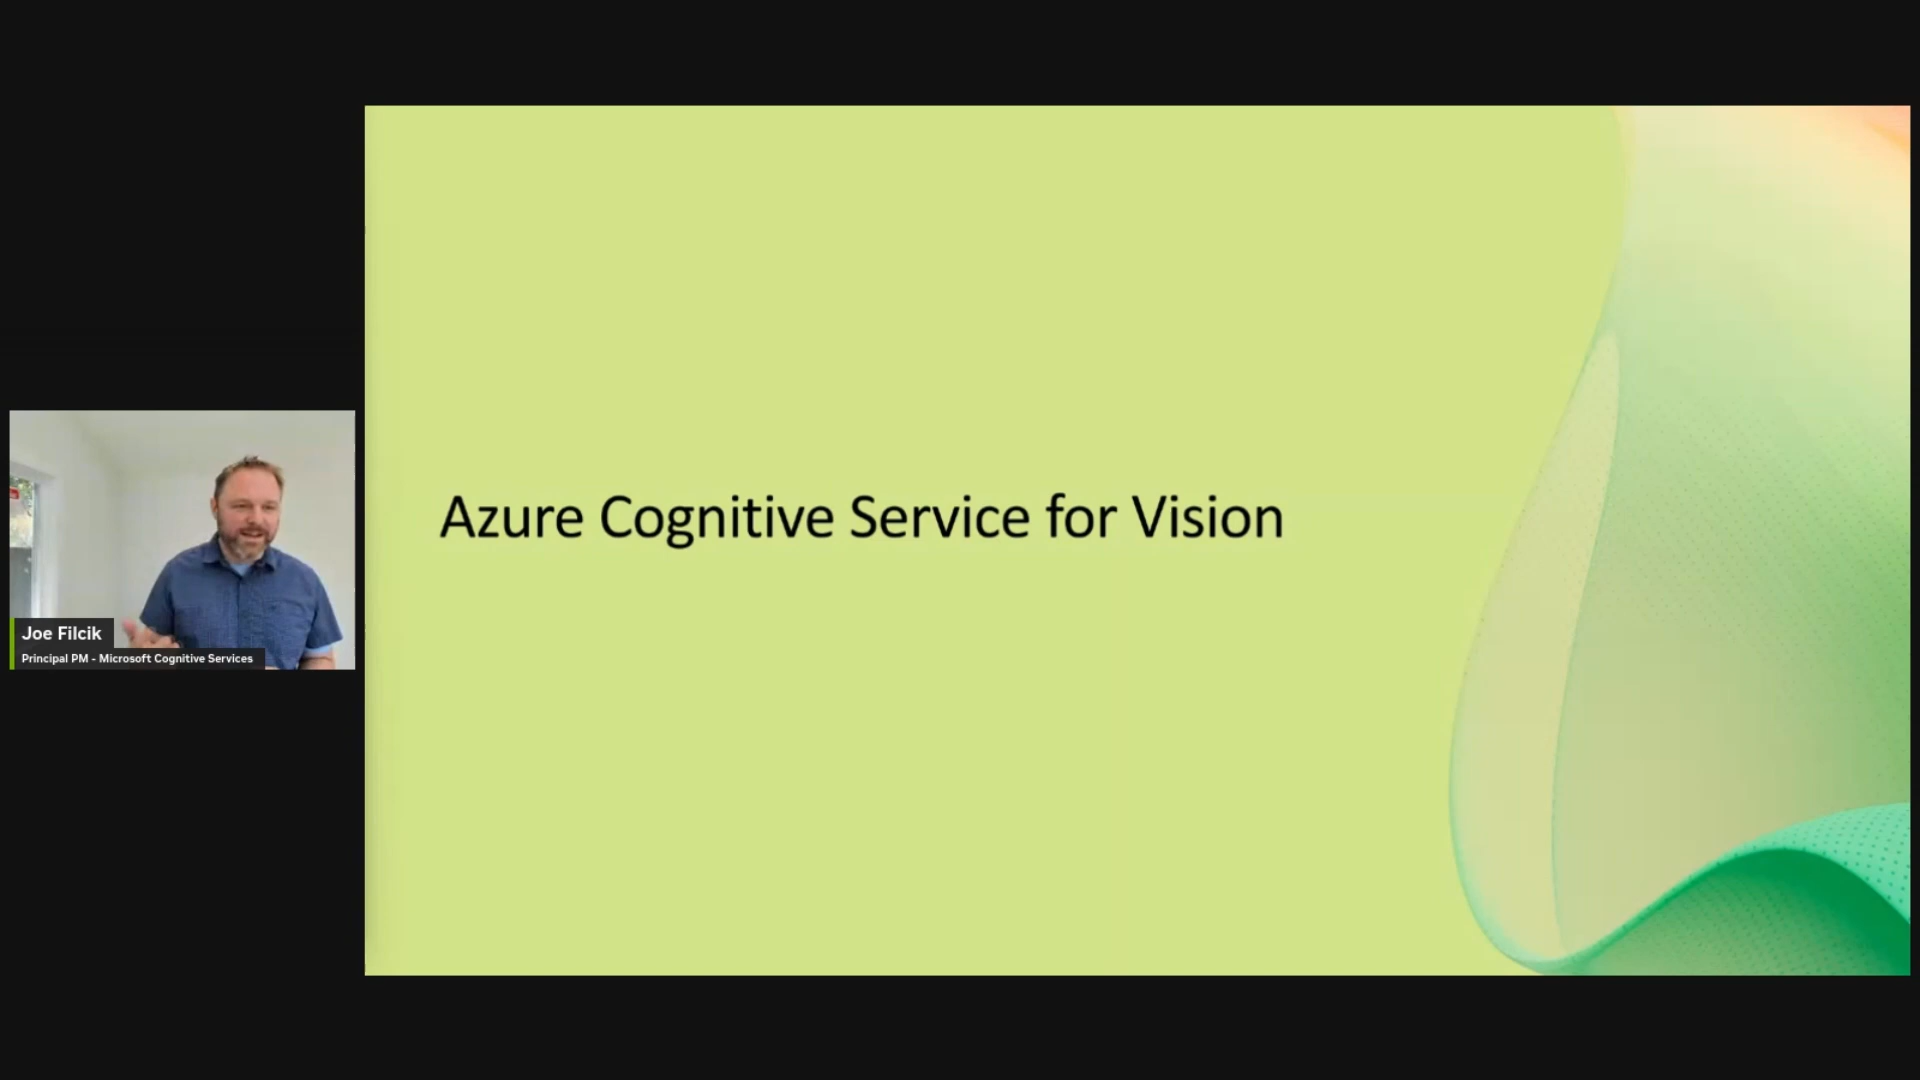 Azure Cognitive Service for Vision
Joe Filcik
Principal PM - Microsoft Cognitive Services